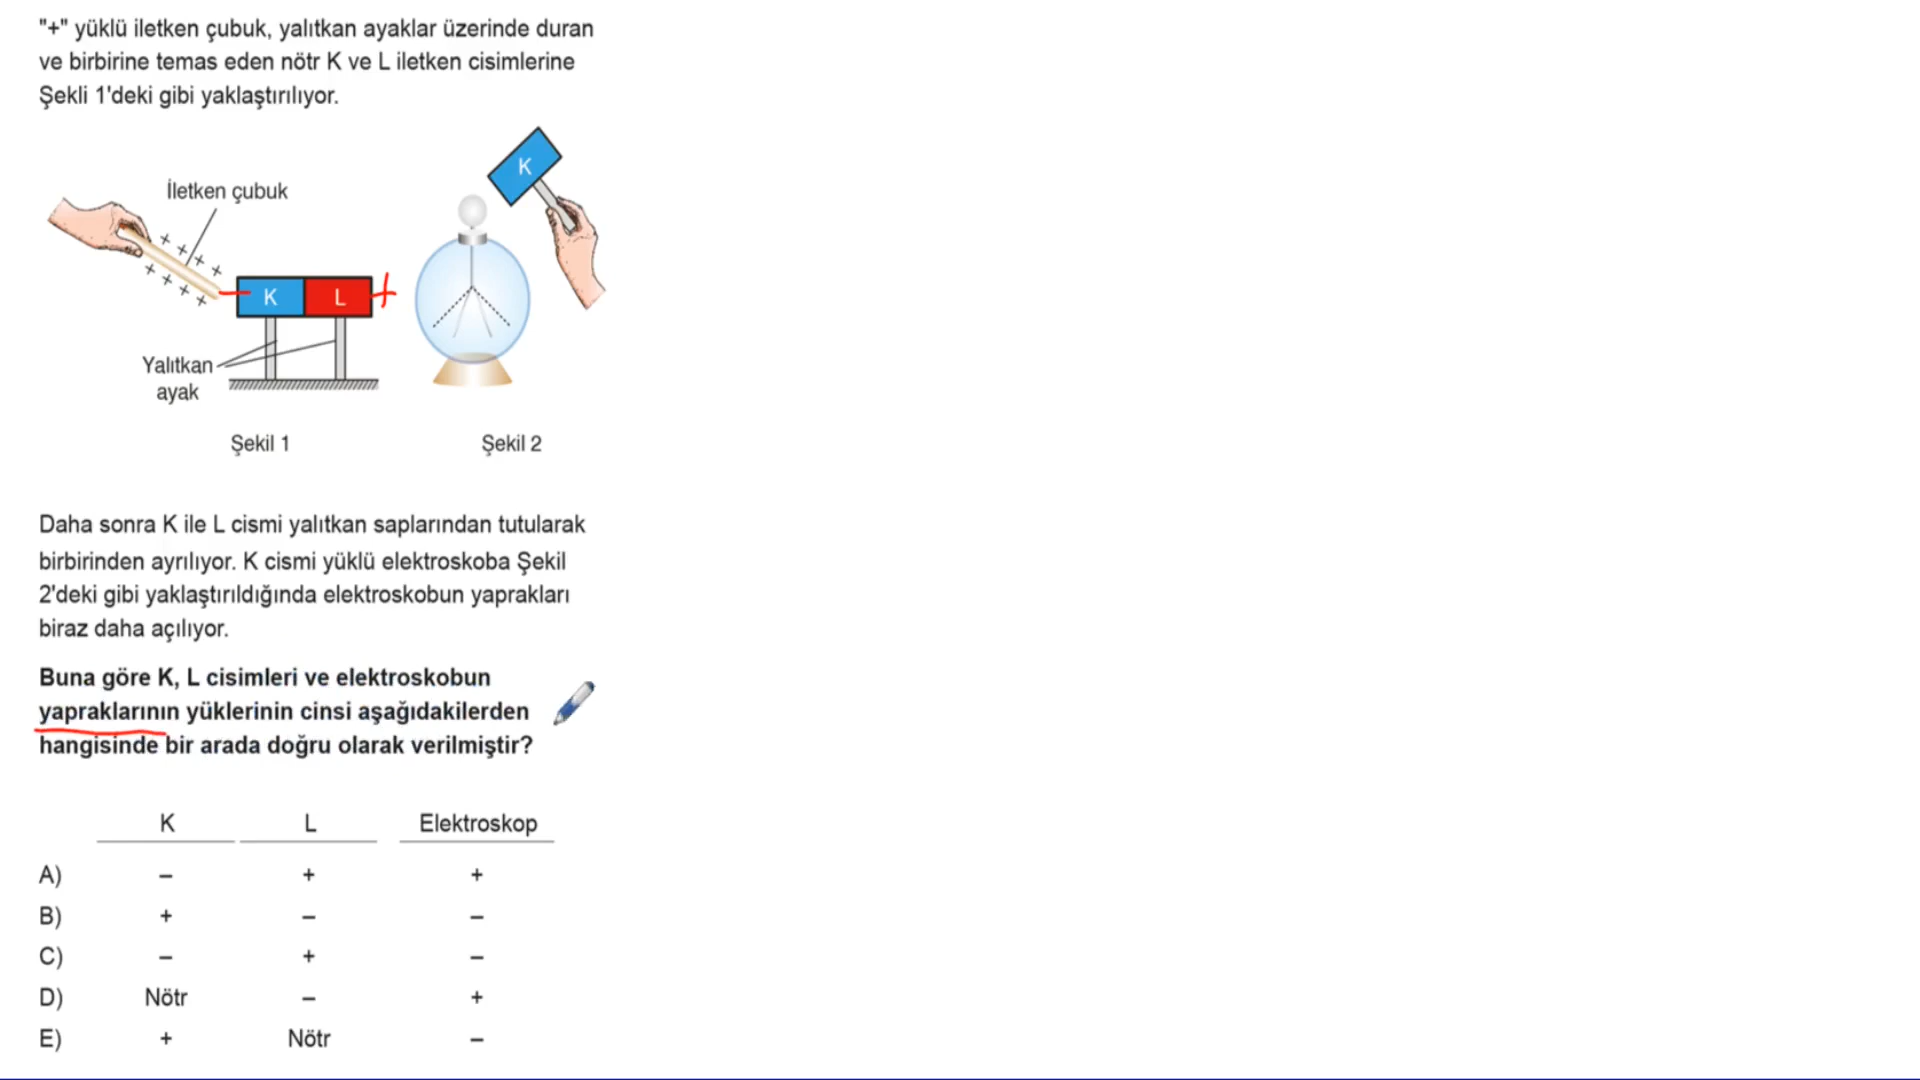 "+" yüklü iletken çubuk, yalıtkan ayaklar üzerinde duran
ve birbirine temas eden nötr K ve L iletken cisimlerine
Şekli 1'deki gibi yaklaştırılıyor.
K
İletken çubuk
+ + + +
+ + + +
– K L +
Yalıtkan
ayak
Şekil 1
Şekil 2
Daha sonra K ile L cismi yalıtkan saplarından tutularak
birbirinden ayrılıyor. K cismi yüklü elektroskoba Şekil
2'deki gibi yaklaştırıldığında elektroskobun yaprakları
biraz daha açılıyor.
Buna göre K, L cisimleri ve elektroskobun
yapraklarının yüklerinin cinsi aşağıdakilerden
hangisinde bir arada doğru olarak verilmiştir?
K L Elektroskop
A) – + +
B) + – –
C) – + –
D) Nötr – +
E) + Nötr –